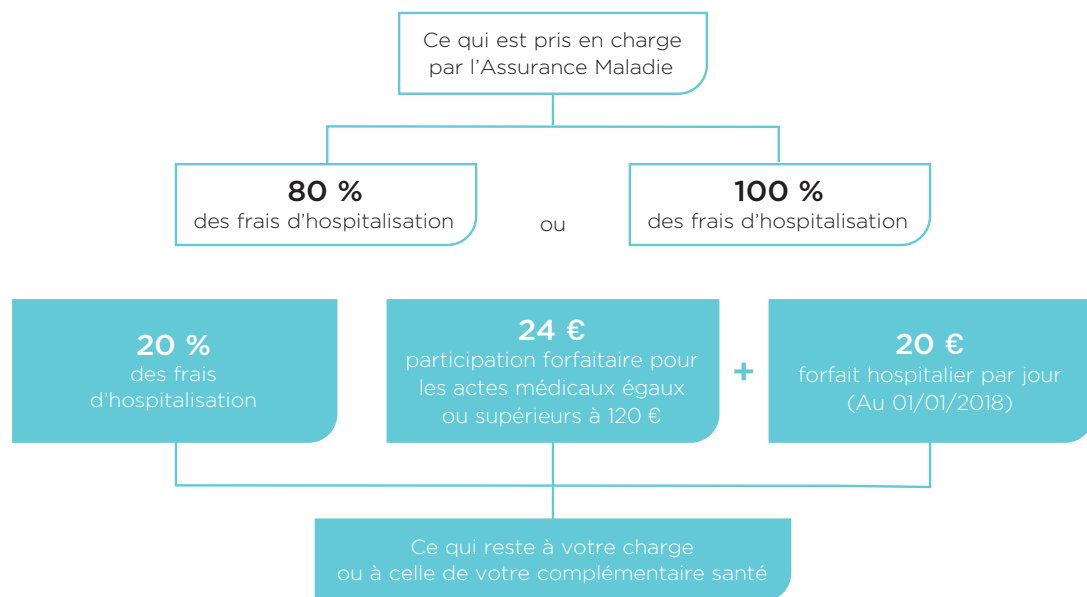 Ce qui est pris en charge
par l'Assurance Maladie
80 %
des frais d'hospitalisation
ou
100 %
des frais d'hospitalisation
20 %
des frais
d'hospitalisation
24 €
participation forfaitaire pour
les actes médicaux égaux
ou supérieurs à 120 €
+
20 €
forfait hospitalier par jour
(Au 01/01/2018)
Ce qui reste à votre charge
ou à celle de votre complémentaire santé